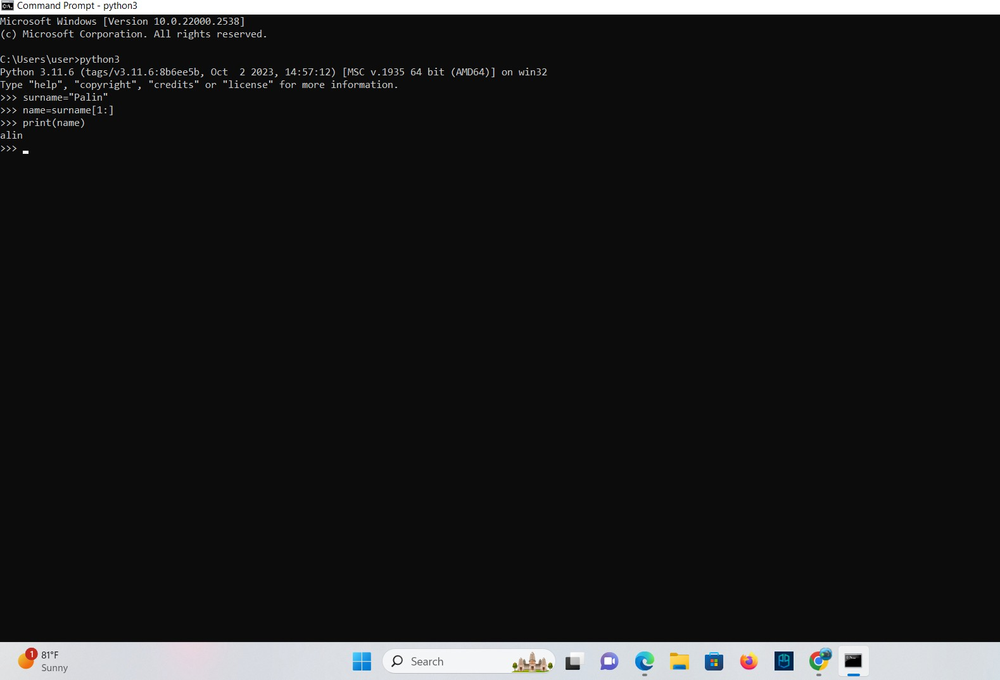 Command Prompt - python3
Microsoft Windows [Version 10.0.22000.2538]
(c) Microsoft Corporation. All rights reserved.
C:\Users\user>python3
Python 3.11.6 (tags/v3.11.6:8b6ee5b, Oct  2 2023, 14:57:12) [MSC v.1935 64 bit (AMD64)] on win32
Type "help", "copyright", "credits" or "license" for more information.
>>> surname="Palin"
>>> name=surname[1:]
>>> print(name)
alin
>>>
1
81°F
Sunny
Search